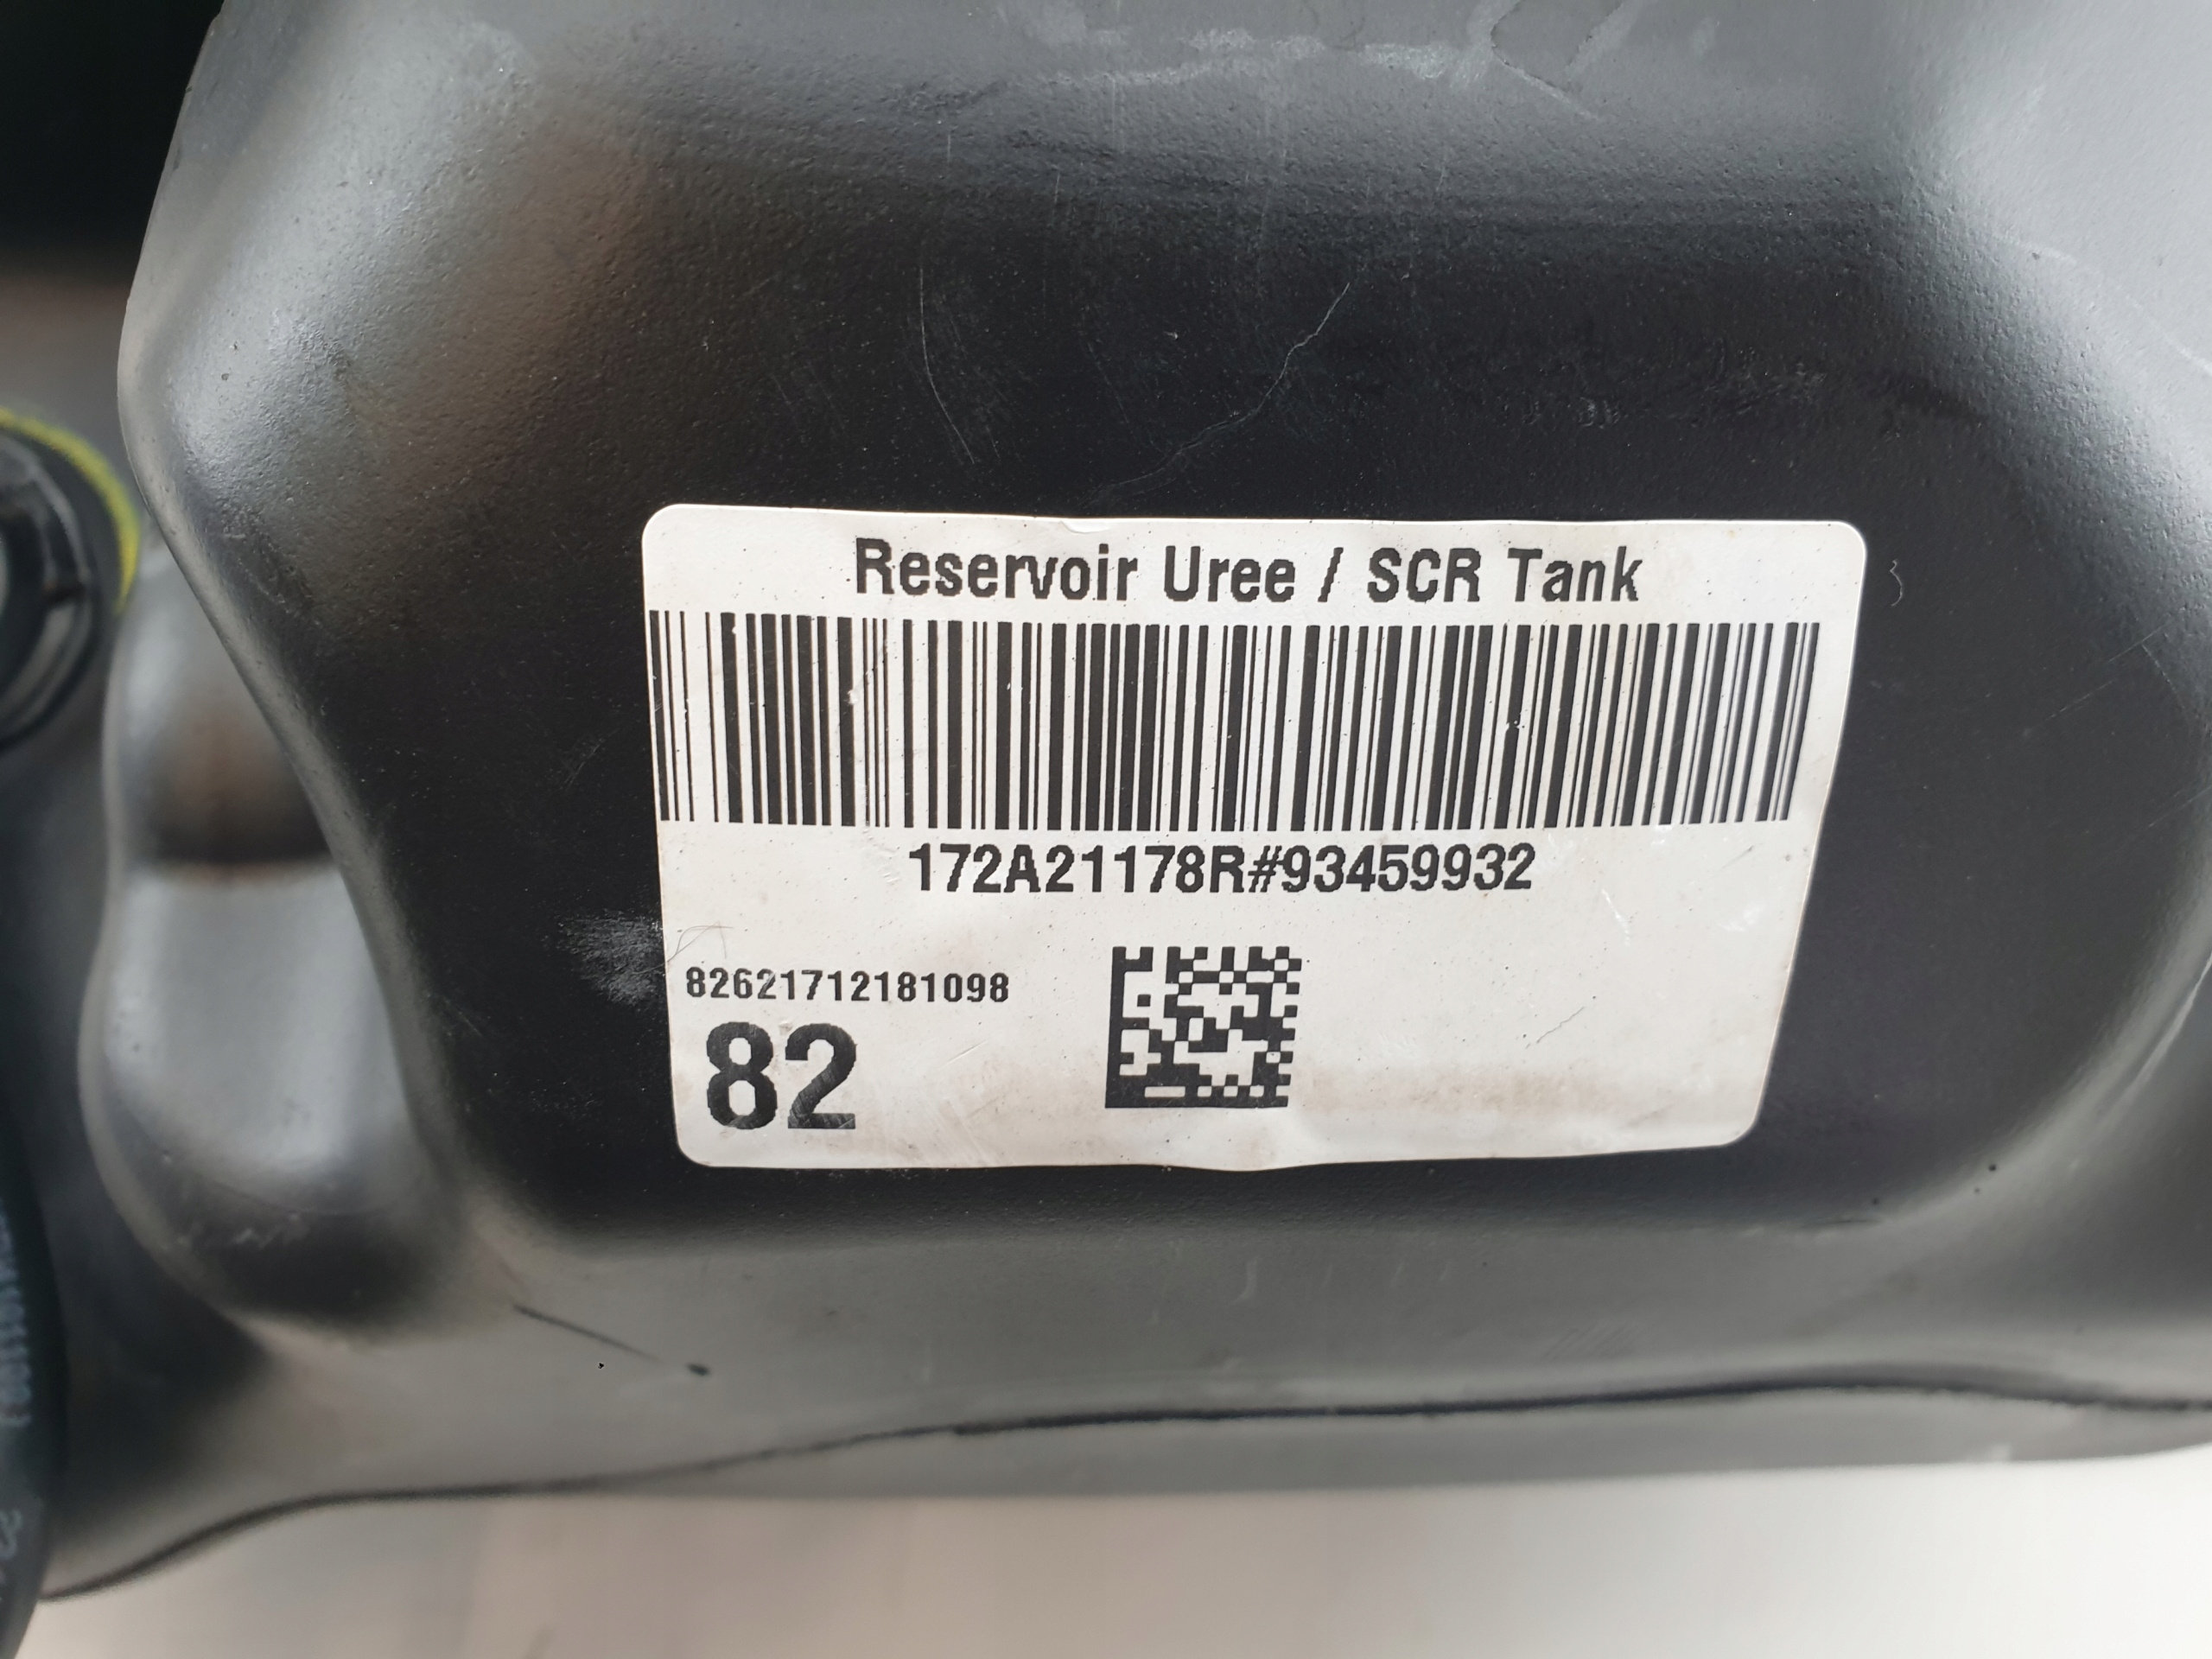 Reservoir Uree / SCR Tank
172A21178R#93459932
82621712181098
82